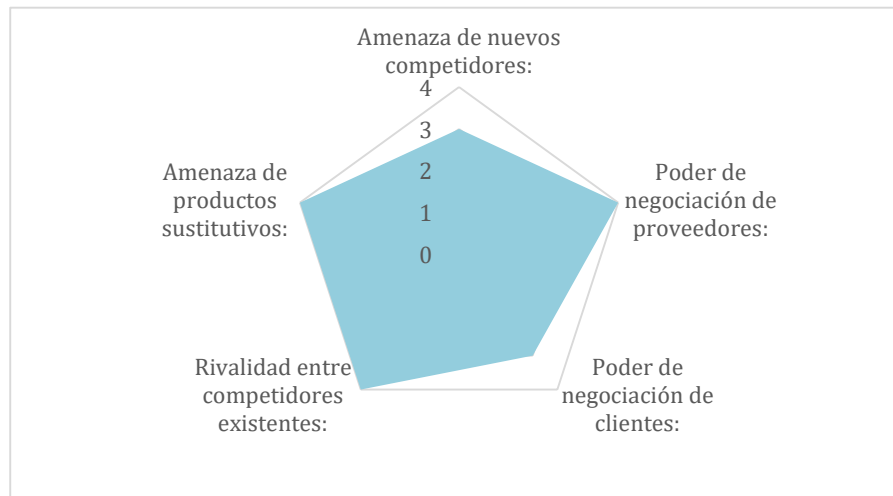 Amenaza de nuevos
competidores:
4
3
2
1
0
Poder de
negociación de
proveedores:
Poder de
negociación de
clientes:
Rivalidad entre
competidores
existentes:
Amenaza de
productos
sustitutivos: